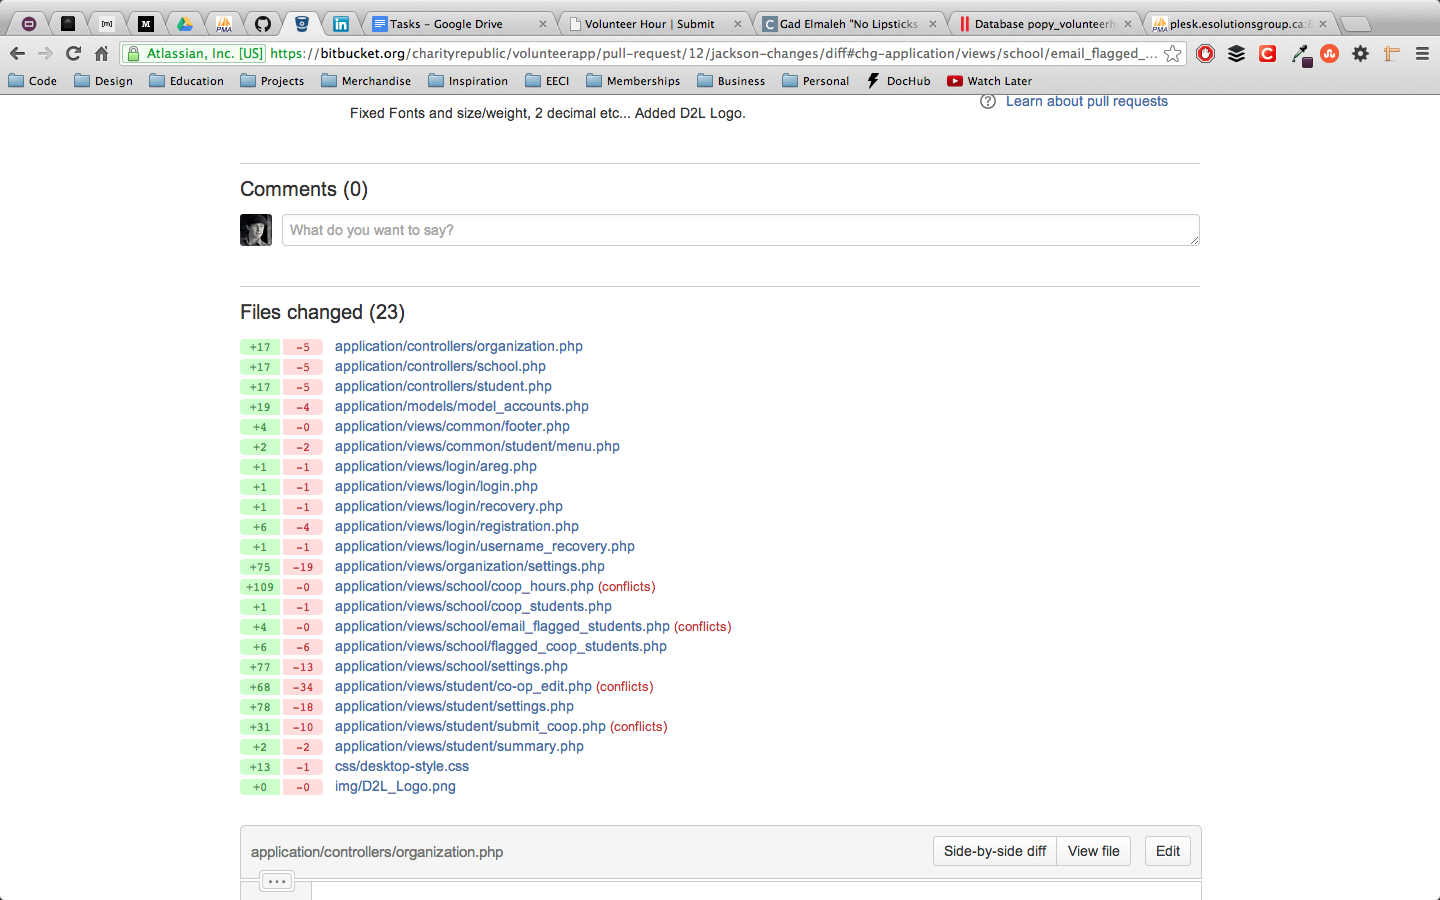 PMA
[m]
M
Tasks – Google Drive
Volunteer Hour | Submit
Gad Elmaleh "No Lipsticks
Database popy_volunteerh
plesk.esolutionsgroup.ca:8
Atlassian, Inc. [US] https://bitbucket.org/charityrepublic/volunteerapp/pull-request/12/jackson-changes/diff#chg-application/views/school/email_flagged_...
Code Design Education Projects Merchandise Inspiration EECI Memberships Business Personal DocHub Watch Later
Fixed Fonts and size/weight, 2 decimal etc... Added D2L Logo.
? Learn about pull requests
Comments (0)
What do you want to say?
Files changed (23)
+17 -5 application/controllers/organization.php
+17 -5 application/controllers/school.php
+17 -5 application/controllers/student.php
+19 -4 application/models/model_accounts.php
+4 -0 application/views/common/footer.php
+2 -2 application/views/common/student/menu.php
+1 -1 application/views/login/areg.php
+1 -1 application/views/login/login.php
+1 -1 application/views/login/recovery.php
+6 -4 application/views/login/registration.php
+1 -1 application/views/login/username_recovery.php
+75 -19 application/views/organization/settings.php
+109 -0 application/views/school/coop_hours.php (conflicts)
+1 -1 application/views/school/coop_students.php
+4 -0 application/views/school/email_flagged_students.php (conflicts)
+6 -6 application/views/school/flagged_coop_students.php
+77 -13 application/views/school/settings.php
+68 -34 application/views/student/co-op_edit.php (conflicts)
+78 -18 application/views/student/settings.php
+31 -10 application/views/student/submit_coop.php (conflicts)
+2 -2 application/views/student/summary.php
+13 -1 css/desktop-style.css
+0 -0 img/D2L_Logo.png
application/controllers/organization.php
Side-by-side diff View file Edit
...